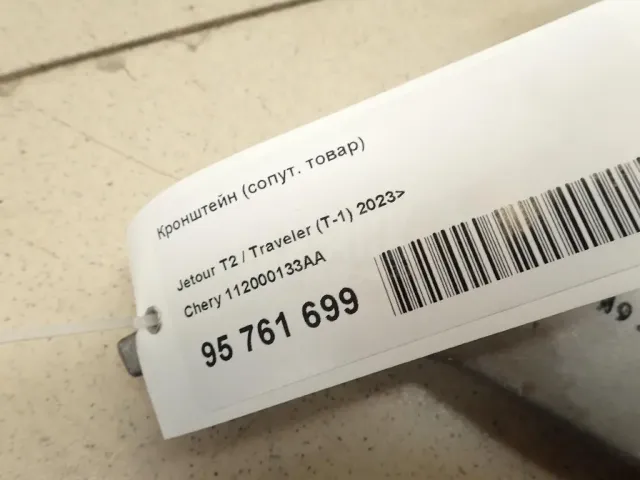 Кронштейн (сопут. товар)
Jetour T2 / Traveler (T-1) 2023>
Chery 112000133AA
95 761 699